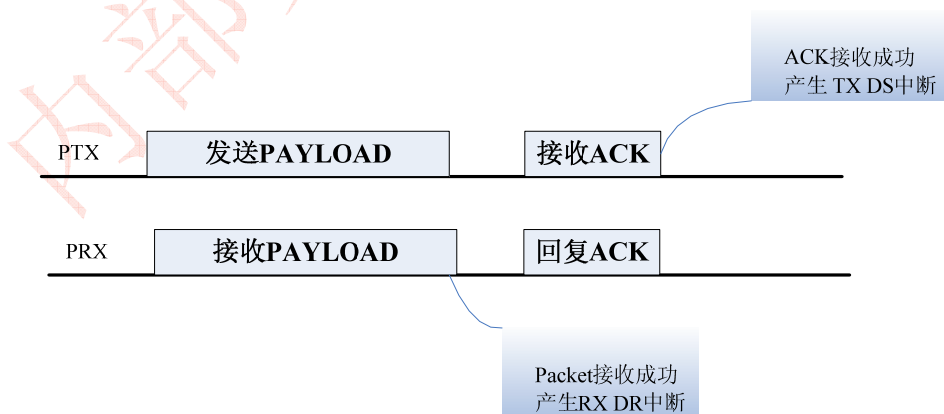 ACK接收成功
产生 TX DS中断
PTX
发送PAYLOAD
接收ACK
PRX
接收PAYLOAD
回复ACK
Packet接收成功
产生RX DR中断
内部